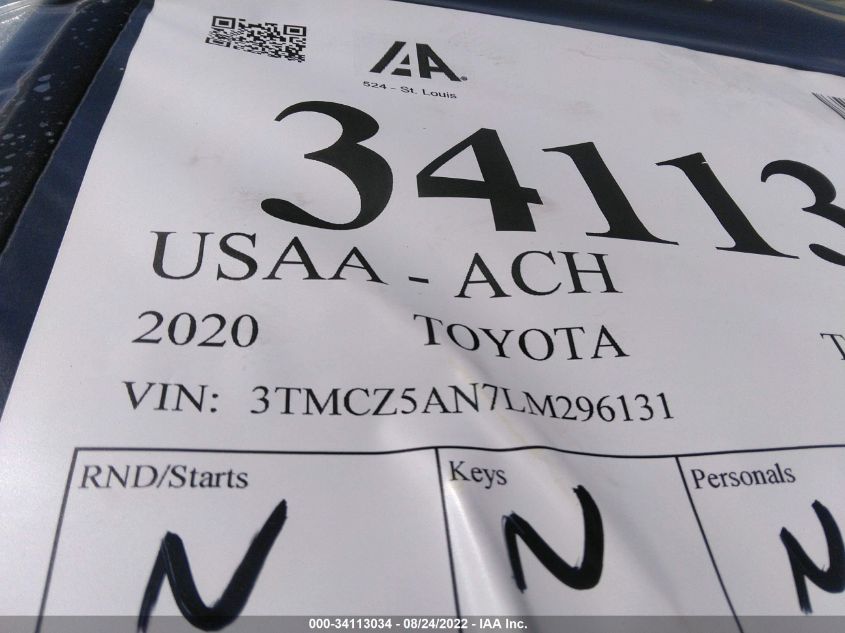 IAA
524 - St. Louis
34113
USAA - ACH
2020 TOYOTA T
VIN: 3TMCZ5AN7LM296131
RND/Starts Keys Personals
N N N
000-34113034 - 08/24/2022 - IAA Inc.